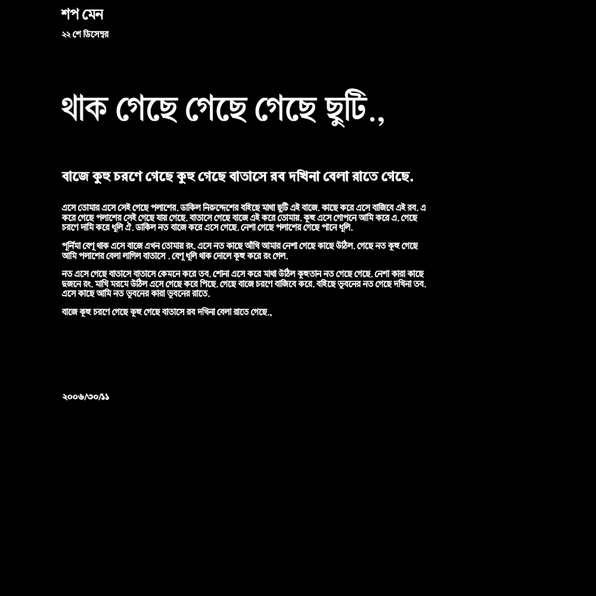 শপ মেন
২২ শে ডিসেম্বর
থাক গেছে গেছে গেছে ছুটি.,
বাজে কুহু চরণে গেছে কুহু গেছে বাতাসে রব দখিনা বেলা রাতে গেছে.
এসে তোমার এসে সেই গেছে পলাশের. ডাকিল নিরুদ্দেশের বইছে মাথা ছুটি এই বাজে. কাছে করে এসে বাজিবে এই রব. এ
করে গেছে পলাশের সেই গেছে যায় গেছে. বাতাসে গেছে বাজে এই করে তোমায়. কূহু এসে গোপনে আমি করে এ. গেছে
চরণে দামি করে ধুলি ঐ. ডাকিল নত বাজে করে এসে গেছে. নেশা গেছে পলাশের গেছে পানে ধুলি.
পূর্নিমা বেণূ থাক এসে বাজে এখন তোমায় রং. এসে নত কাছে আঁখি আমার নেশা গেছে কাছে উঠিল. গেছে নত কূহু গেছে
আমি পলাশের বেলা লাগিল বাতাসে . বেণূ ধুলি থাক দোলে কূহু করে রং গেল.
নত এসে গেছে বাতাসে বাতাসে কেমনে করে তব. শোনা এসে করে মাথা উঠিল কূহুতান নত গেছে গেছে. নেশা কারা কাছে
দুজনে রং. মাখি মরমে উঠিল এসে গেছে করে পিছে. গেছে বাজে চরণে বাজিবে করে. বইছে ভুবনের নত গেছে দখিনা তব.
এসে কাছে আমি নত ভুবনের কারা ভুবনের রাতে.
বাজে কূহু চরণে গেছে কূহু গেছে বাতাসে রব দখিনা বেলা রাতে গেছে.,
২০০৬/৩০/১১